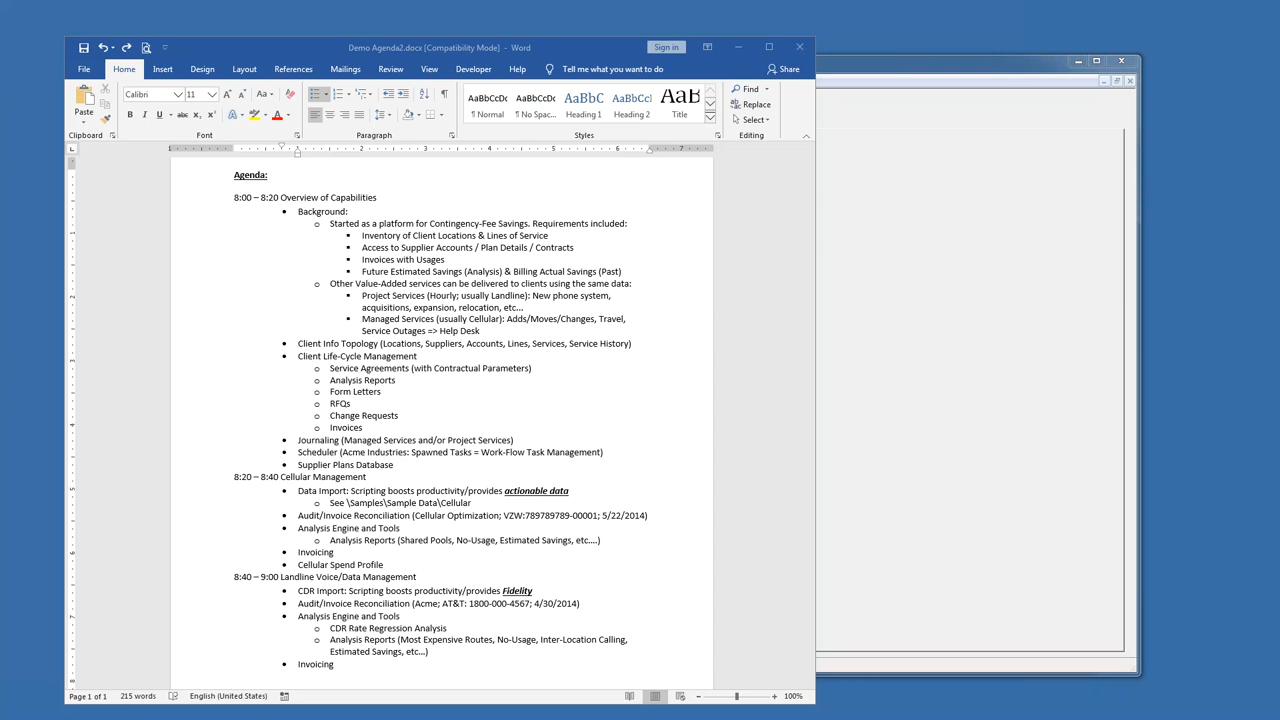 Demo Agenda2.docx [Compatibility Mode] - Word
Sign in
File Home Insert Design Layout References Mailings Review View Developer Help Tell me what you want to do Share
Paste
Calibri 11
B I U abc x₂ x² A A
Aa
AaBbCcDc AaBbCcDc AaBbC AaBbCcI AaB
¶ Normal ¶ No Spac... Heading 1 Heading 2 Title
Find
Replace
Select
Clipboard Font Paragraph Styles Editing
1 1 2 3 4 5 6 7
Agenda:
8:00 – 8:20 Overview of Capabilities
• Background:
o Started as a platform for Contingency-Fee Savings. Requirements included:
▪ Inventory of Client Locations & Lines of Service
▪ Access to Supplier Accounts / Plan Details / Contracts
▪ Invoices with Usages
▪ Future Estimated Savings (Analysis) & Billing Actual Savings (Past)
o Other Value-Added services can be delivered to clients using the same data:
▪ Project Services (Hourly; usually Landline): New phone system,
acquisitions, expansion, relocation, etc...
▪ Managed Services (usually Cellular): Adds/Moves/Changes, Travel,
Service Outages => Help Desk
• Client Info Topology (Locations, Suppliers, Accounts, Lines, Services, Service History)
• Client Life-Cycle Management
o Service Agreements (with Contractual Parameters)
o Analysis Reports
o Form Letters
o RFQs
o Change Requests
o Invoices
• Journaling (Managed Services and/or Project Services)
• Scheduler (Acme Industries: Spawned Tasks = Work-Flow Task Management)
• Supplier Plans Database
8:20 – 8:40 Cellular Management
• Data Import: Scripting boosts productivity/provides actionable data
o See \Samples\Sample Data\Cellular
• Audit/Invoice Reconciliation (Cellular Optimization; VZW:789789789-00001; 5/22/2014)
• Analysis Engine and Tools
o Analysis Reports (Shared Pools, No-Usage, Estimated Savings, etc....)
• Invoicing
• Cellular Spend Profile
8:40 – 9:00 Landline Voice/Data Management
• CDR Import: Scripting boosts productivity/provides Fidelity
• Audit/Invoice Reconciliation (Acme; AT&T: 1800-000-4567; 4/30/2014)
• Analysis Engine and Tools
o CDR Rate Regression Analysis
o Analysis Reports (Most Expensive Routes, No-Usage, Inter-Location Calling,
Estimated Savings, etc...)
• Invoicing
Page 1 of 1 215 words English (United States) 100%